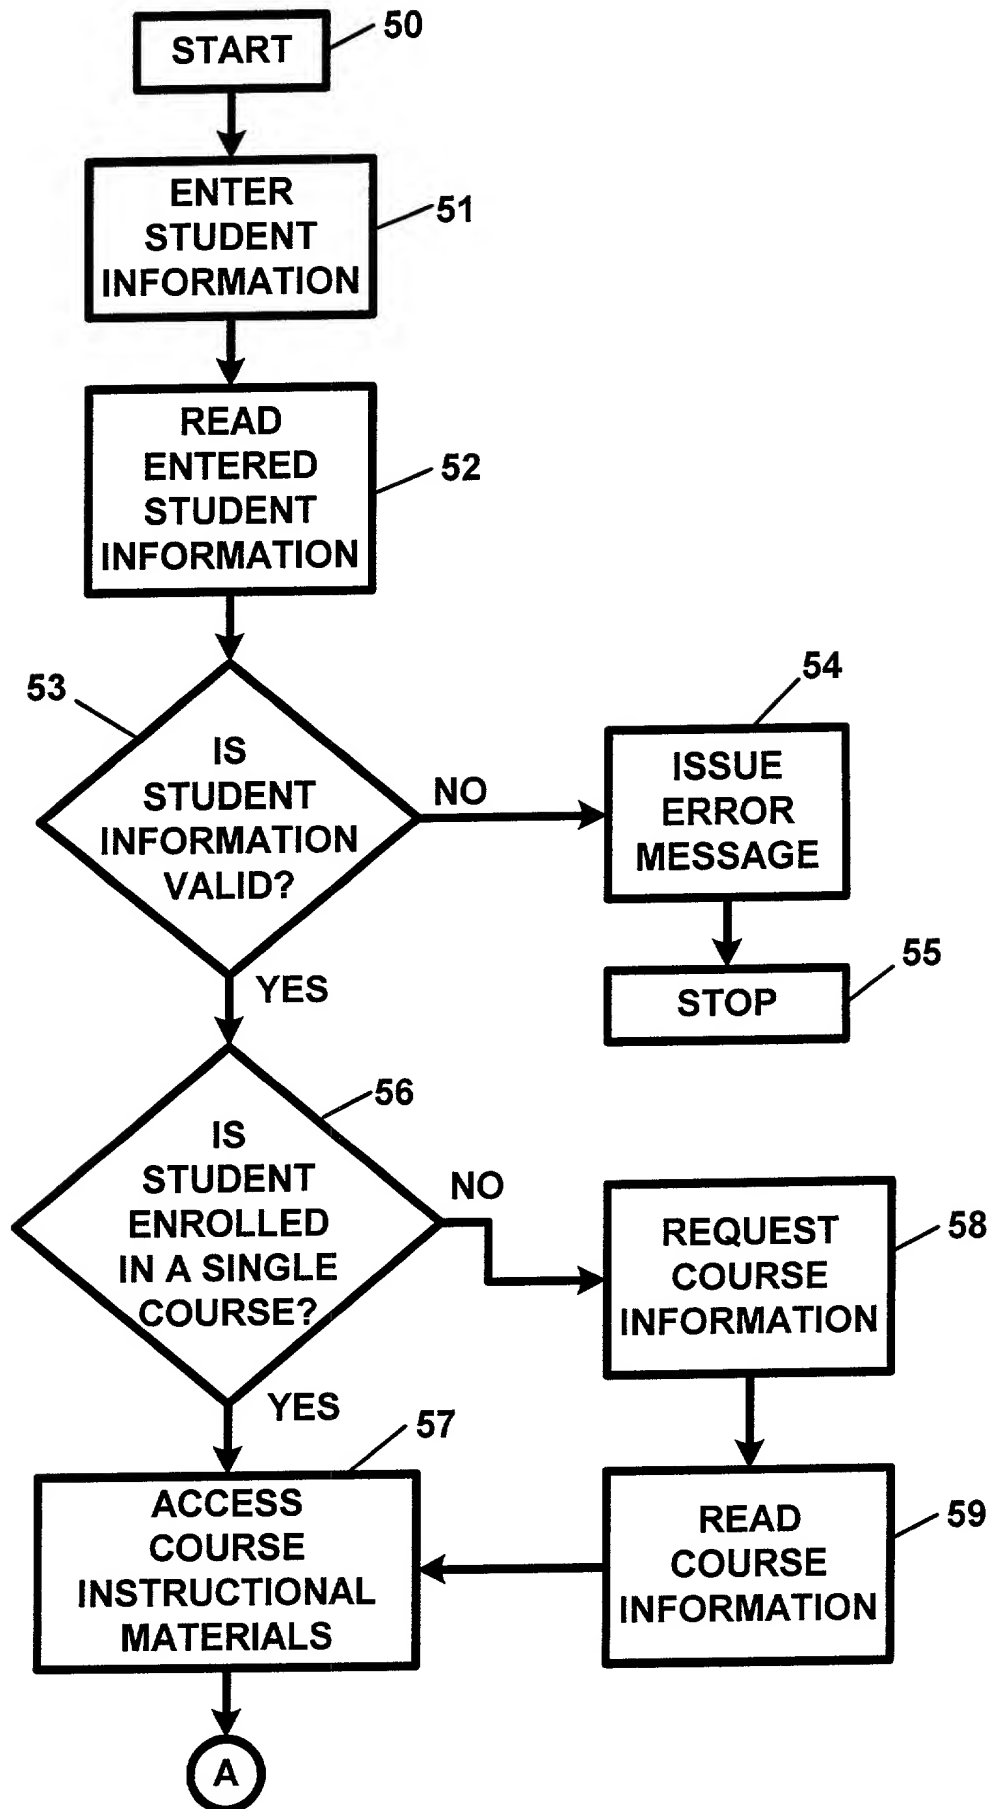 START
50
ENTER
STUDENT
INFORMATION
51
READ
ENTERED
STUDENT
INFORMATION
52
53
IS
STUDENT
INFORMATION
VALID?
NO
54
ISSUE
ERROR
MESSAGE
STOP
55
YES
56
IS
STUDENT
ENROLLED
IN A SINGLE
COURSE?
NO
REQUEST
COURSE
INFORMATION
58
YES
57
ACCESS
COURSE
INSTRUCTIONAL
MATERIALS
READ
COURSE
INFORMATION
59
A